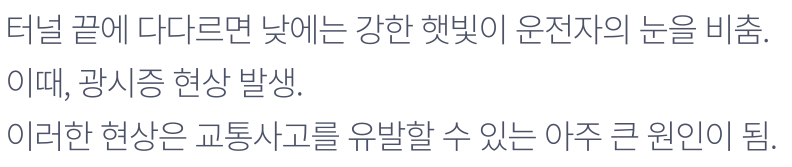 터널 끝에 다다르면 낮에는 강한 햇빛이 운전자의 눈을 비춤.
이때, 광시증 현상 발생.
이러한 현상은 교통사고를 유발할 수 있는 아주 큰 원인이 됨.